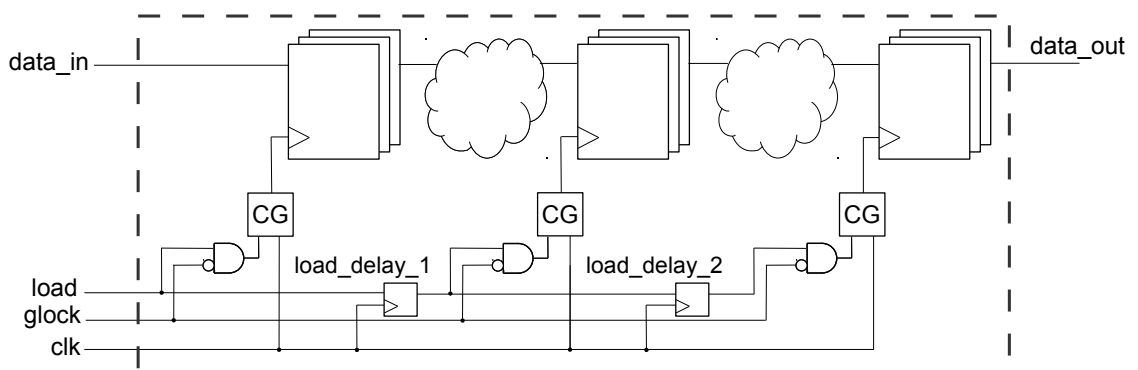 data_in
data_out
CG
CG
CG
load_delay_1
load_delay_2
load
glock
clk